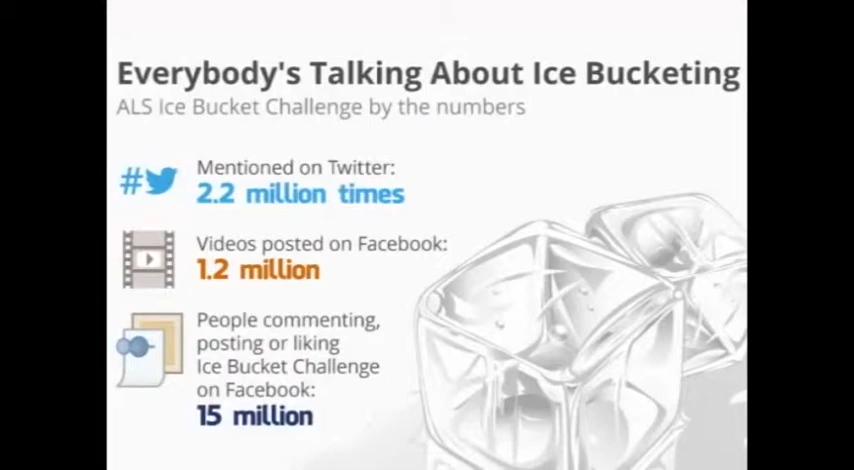 Everybody's Talking About Ice Bucketing
ALS Ice Bucket Challenge by the numbers
#
Mentioned on Twitter:
2.2 million times
Videos posted on Facebook:
1.2 million
People commenting,
posting or liking
Ice Bucket Challenge
on Facebook:
15 million